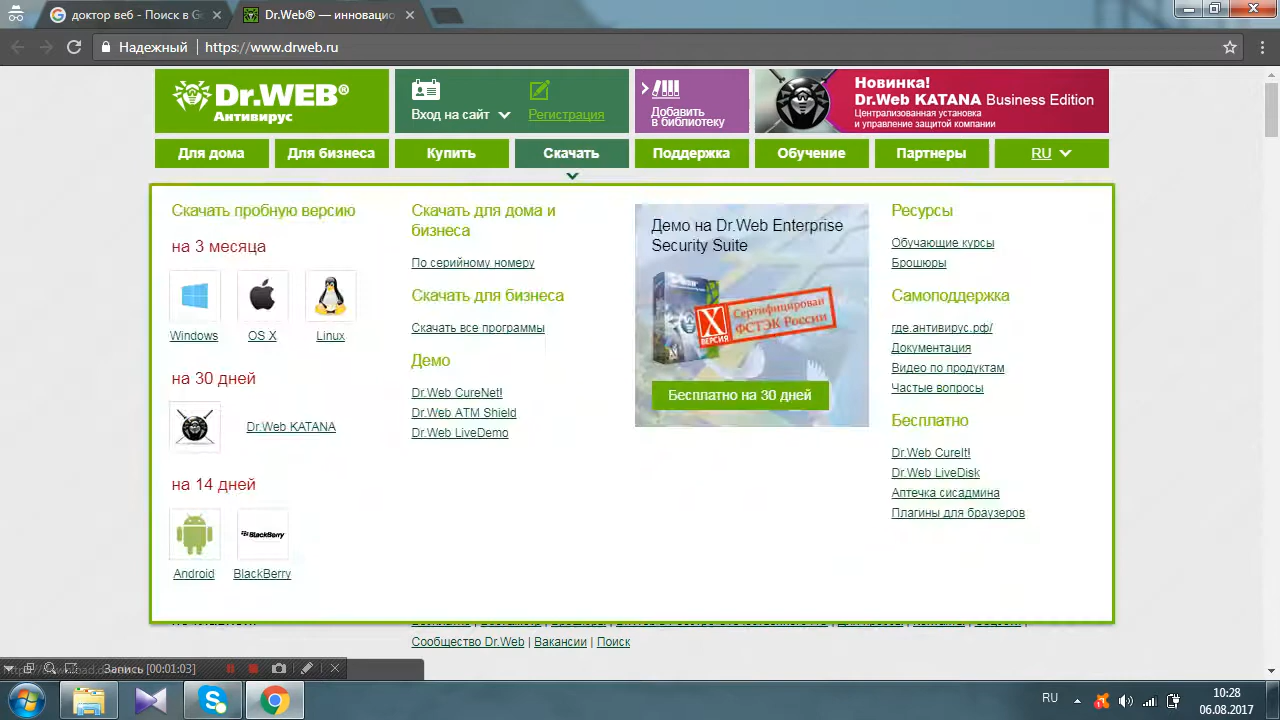 доктор веб - Поиск в Go
Dr.Web® — инновацио
Надежный
https://www.drweb.ru
Dr.WEB®
Антивирус
Вход на сайт
Регистрация
Добавить
в библиотеку
Новинка!
Dr.Web KATANA Business Edition
Централизованная установка
и управление защитой компании
Для дома
Для бизнеса
Купить
Скачать
Поддержка
Обучение
Партнеры
RU
Скачать пробную версию
на 3 месяца
Windows
OS X
Linux
на 30 дней
Dr.Web KATANA
на 14 дней
BlackBerry
Android
BlackBerry
Скачать для дома и
бизнеса
По серийному номеру
Скачать для бизнеса
Скачать все программы
Демо
Dr.Web CureNet!
Dr.Web ATM Shield
Dr.Web LiveDemo
Демо на Dr.Web Enterprise
Security Suite
Сертифицирован
ФСТЭК России
X
ВЕРСИЯ
Бесплатно на 30 дней
Ресурсы
Обучающие курсы
Брошюры
Самоподдержка
где.антивирус.рф/
Документация
Видео по продуктам
Частые вопросы
Бесплатно
Dr.Web CureIt!
Dr.Web LiveDisk
Аптечка сисадмина
Плагины для браузеров
Сообщество Dr.Web | Вакансии | Поиск
Запись [00:01:03]
RU
10:28
06.08.2017